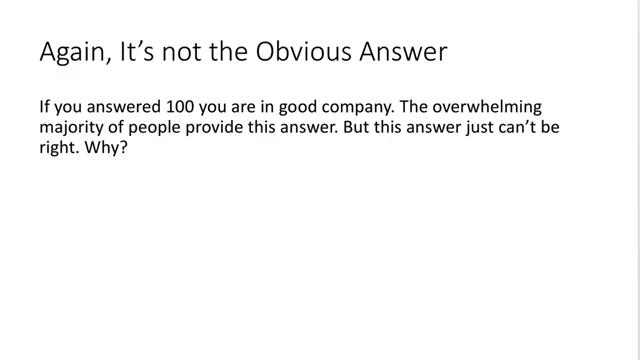 Again, It’s not the Obvious Answer
If you answered 100 you are in good company. The overwhelming
majority of people provide this answer. But this answer just can’t be
right. Why?